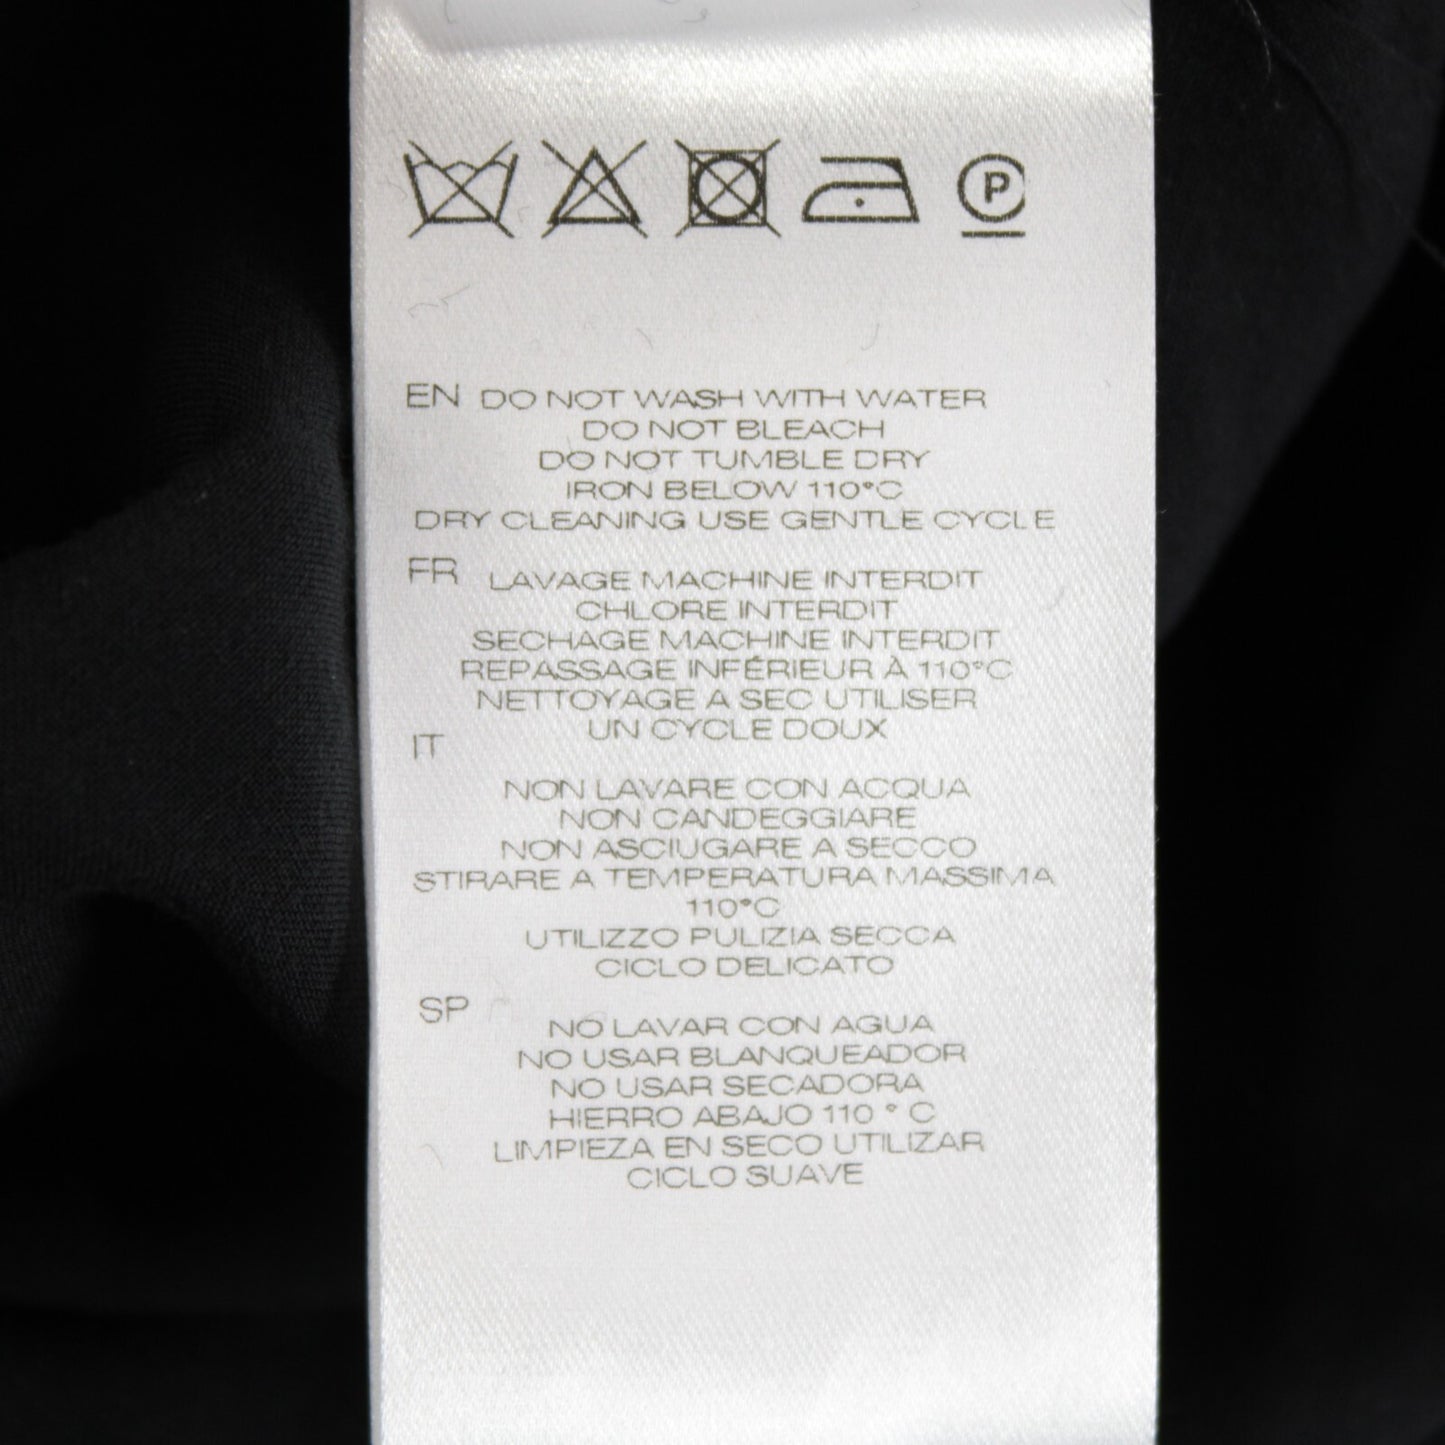 P
EN DO NOT WASH WITH WATER
DO NOT BLEACH
DO NOT TUMBLE DRY
IRON BELOW 110°C
DRY CLEANING USE GENTLE CYCLE
FR LAVAGE MACHINE INTERDIT
CHLORE INTERDIT
SECHAGE MACHINE INTERDIT
REPASSAGE INFÉRIEUR À 110°C
NETTOYAGE A SEC UTILISER
UN CYCLE DOUX
IT
NON LAVARE CON ACQUA
NON CANDEGGIARE
NON ASCIUGARE A SECCO
STIRARE A TEMPERATURA MASSIMA
110°C
UTILIZZO PULIZIA SECCA
CICLO DELICATO
SP
NO LAVAR CON AGUA
NO USAR BLANQUEADOR
NO USAR SECADORA
HIERRO ABAJO 110 ° C
LIMPIEZA EN SECO UTILIZAR
CICLO SUAVE